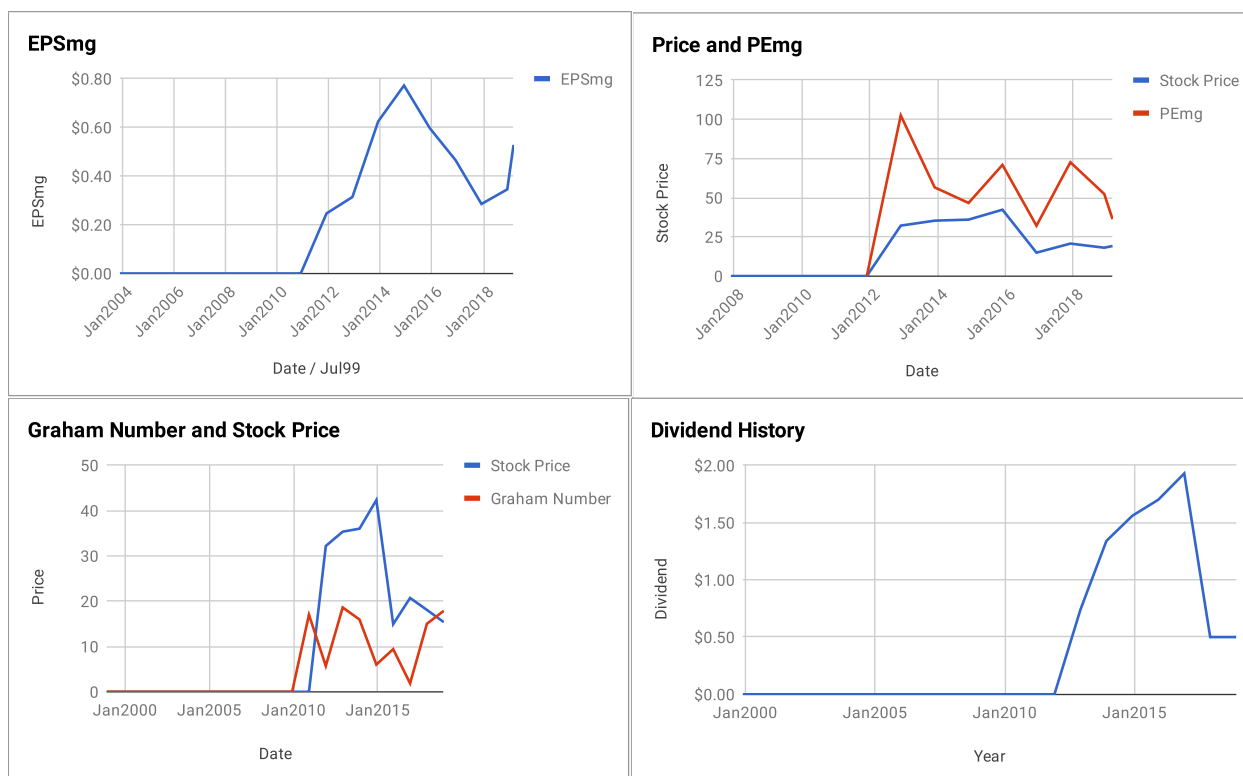 EPSmg
$0.80
$0.60
$0.40
$0.20
$0.00
EPSmg
Jan2004
Jan2006
Jan2008
Jan2010
Jan2012
Jan2014
Jan2016
Jan2018
Date / Jul99
EPSmg
Price and PEmg
125
100
75
50
25
0
Stock Price
Jan2008
Jan2010
Jan2012
Jan2014
Jan2016
Jan2018
Date
Stock Price
PEmg
Graham Number and Stock Price
50
40
30
20
10
0
Price
Jan2000 Jan2005 Jan2010 Jan2015
Date
Stock Price
Graham Number
Dividend History
$2.00
$1.50
$1.00
$0.50
$0.00
Dividend
Jan2000 Jan2005 Jan2010 Jan2015
Year